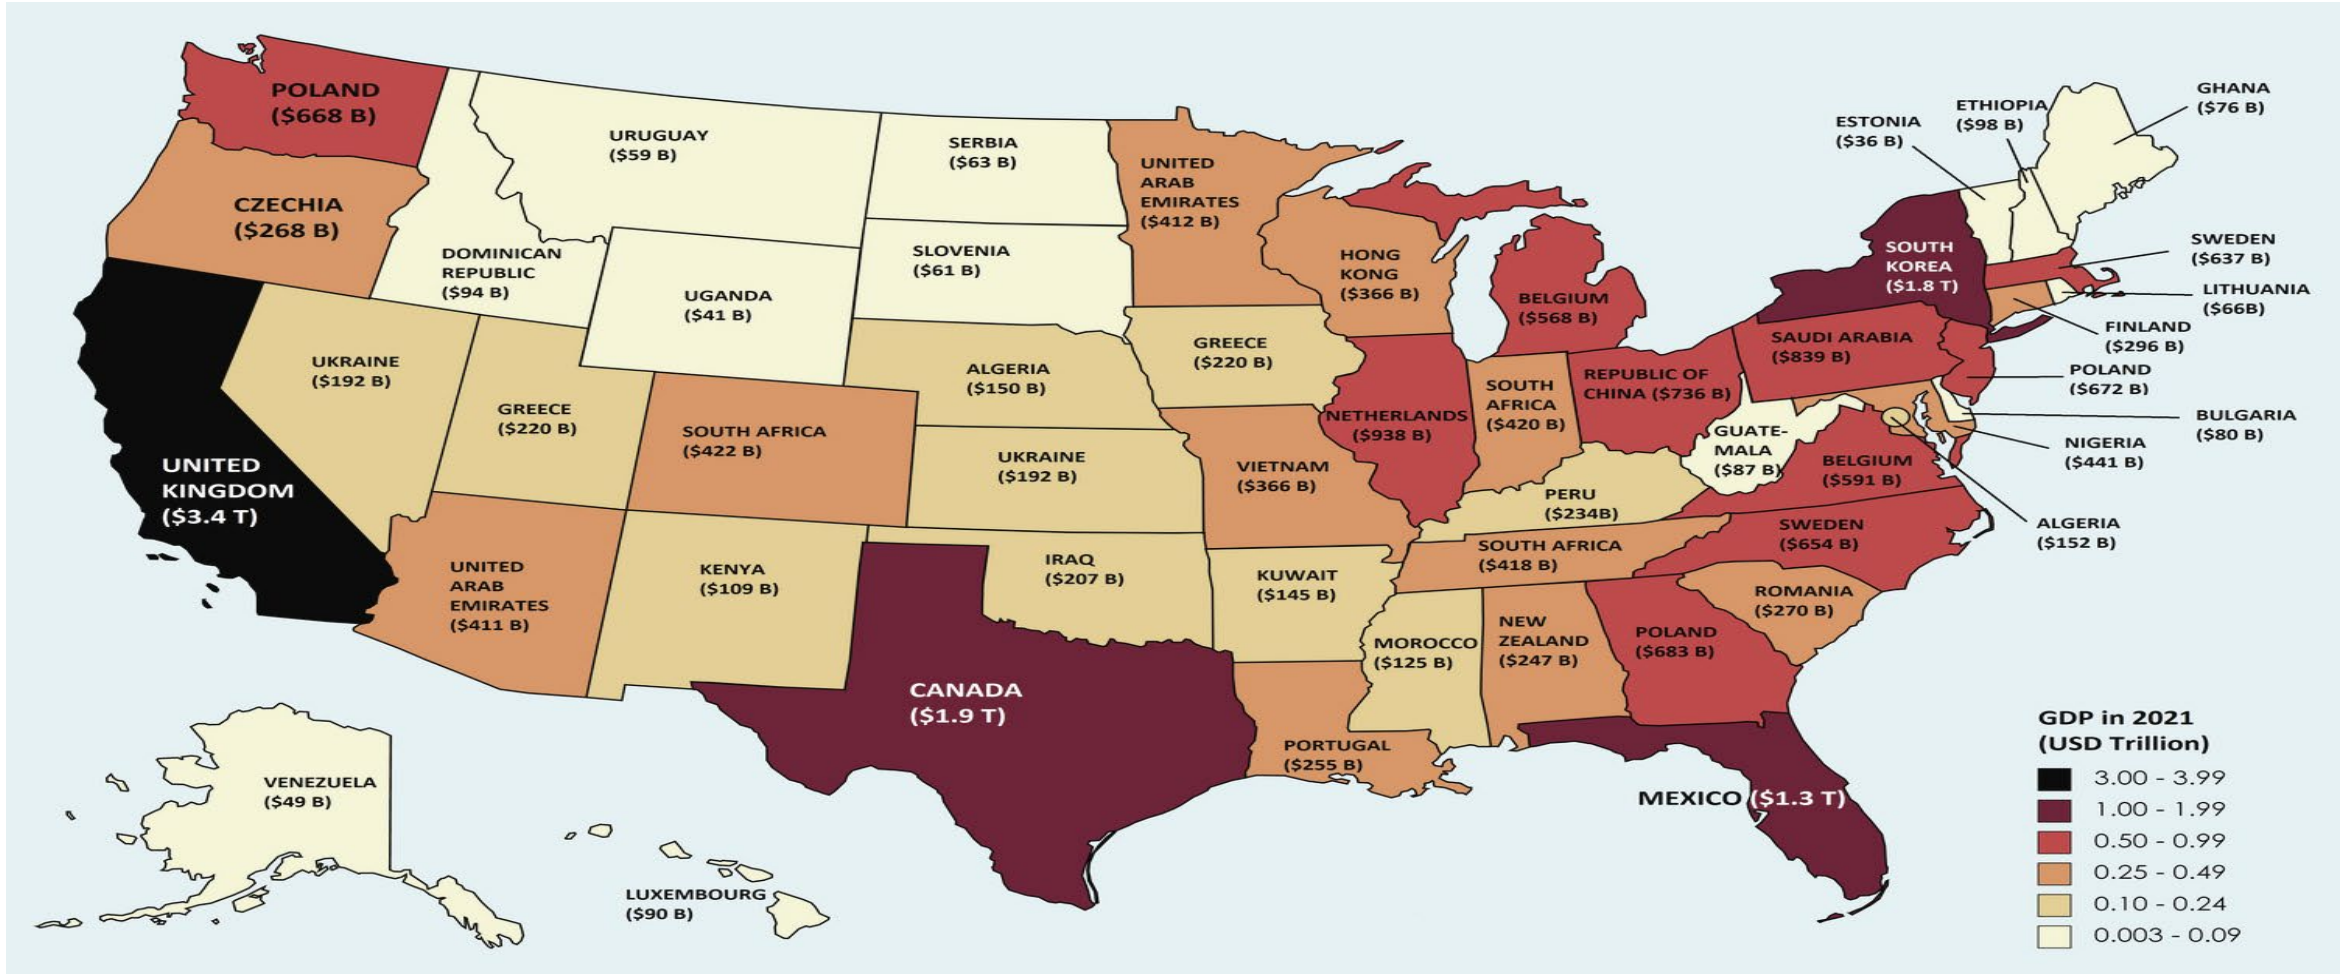 POLAND
($668 B)
CZECHIA
($268 B)
UNITED
KINGDOM
($3.4 T)
DOMINICAN
REPUBLIC
($94 B)
URUGUAY
($59 B)
SERBIA
($63 B)
SLOVENIA
($61 B)
UGANDA
($41 B)
UKRAINE
($192 B)
GREECE
($220 B)
SOUTH AFRICA
($422 B)
ALGERIA
($150 B)
UKRAINE
($192 B)
UNITED
ARAB
EMIRATES
($411 B)
KENYA
($109 B)
IRAQ
($207 B)
CANADA
($1.9 T)
UNITED
ARAB
EMIRATES
($412 B)
HONG
KONG
($366 B)
GREECE
($220 B)
VIETNAM
($366 B)
KUWAIT
($145 B)
PORTUGAL
($255 B)
BELGIUM
($568 B)
NETHERLANDS
($938 B)
SOUTH
AFRICA
($420 B)
REPUBLIC OF
CHINA ($736 B)
PERU
($234B)
SOUTH AFRICA
($418 B)
MOROCCO
($125 B)
NEW
ZEALAND
($247 B)
POLAND
($683 B)
ROMANIA
($270 B)
SWEDEN
($654 B)
BELGIUM
($591 B)
GUATE-
MALA
($87 B)
SAUDI ARABIA
($839 B)
SOUTH
KOREA
($1.8 T)
ESTONIA
($36 B)
ETHIOPIA
($98 B)
GHANA
($76 B)
SWEDEN
($637 B)
LITHUANIA
($66B)
FINLAND
($296 B)
POLAND
($672 B)
BULGARIA
($80 B)
NIGERIA
($441 B)
ALGERIA
($152 B)
MEXICO ($1.3 T)
VENEZUELA
($49 B)
LUXEMBOURG
($90 B)
GDP in 2021
(USD Trillion)
3.00 - 3.99
1.00 - 1.99
0.50 - 0.99
0.25 - 0.49
0.10 - 0.24
0.003 - 0.09